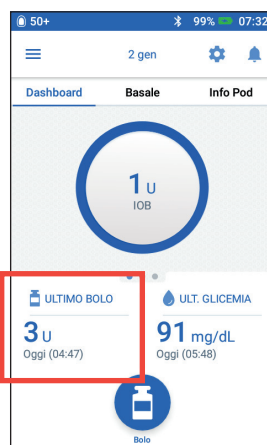 50+ 99% 07:32
2 gen
Dashboard Basale Info Pod
1 U
IOB
ULTIMO BOLO ULT. GLICEMIA
3 U 91 mg/dL
Oggi (04:47) Oggi (05:48)
Bolo